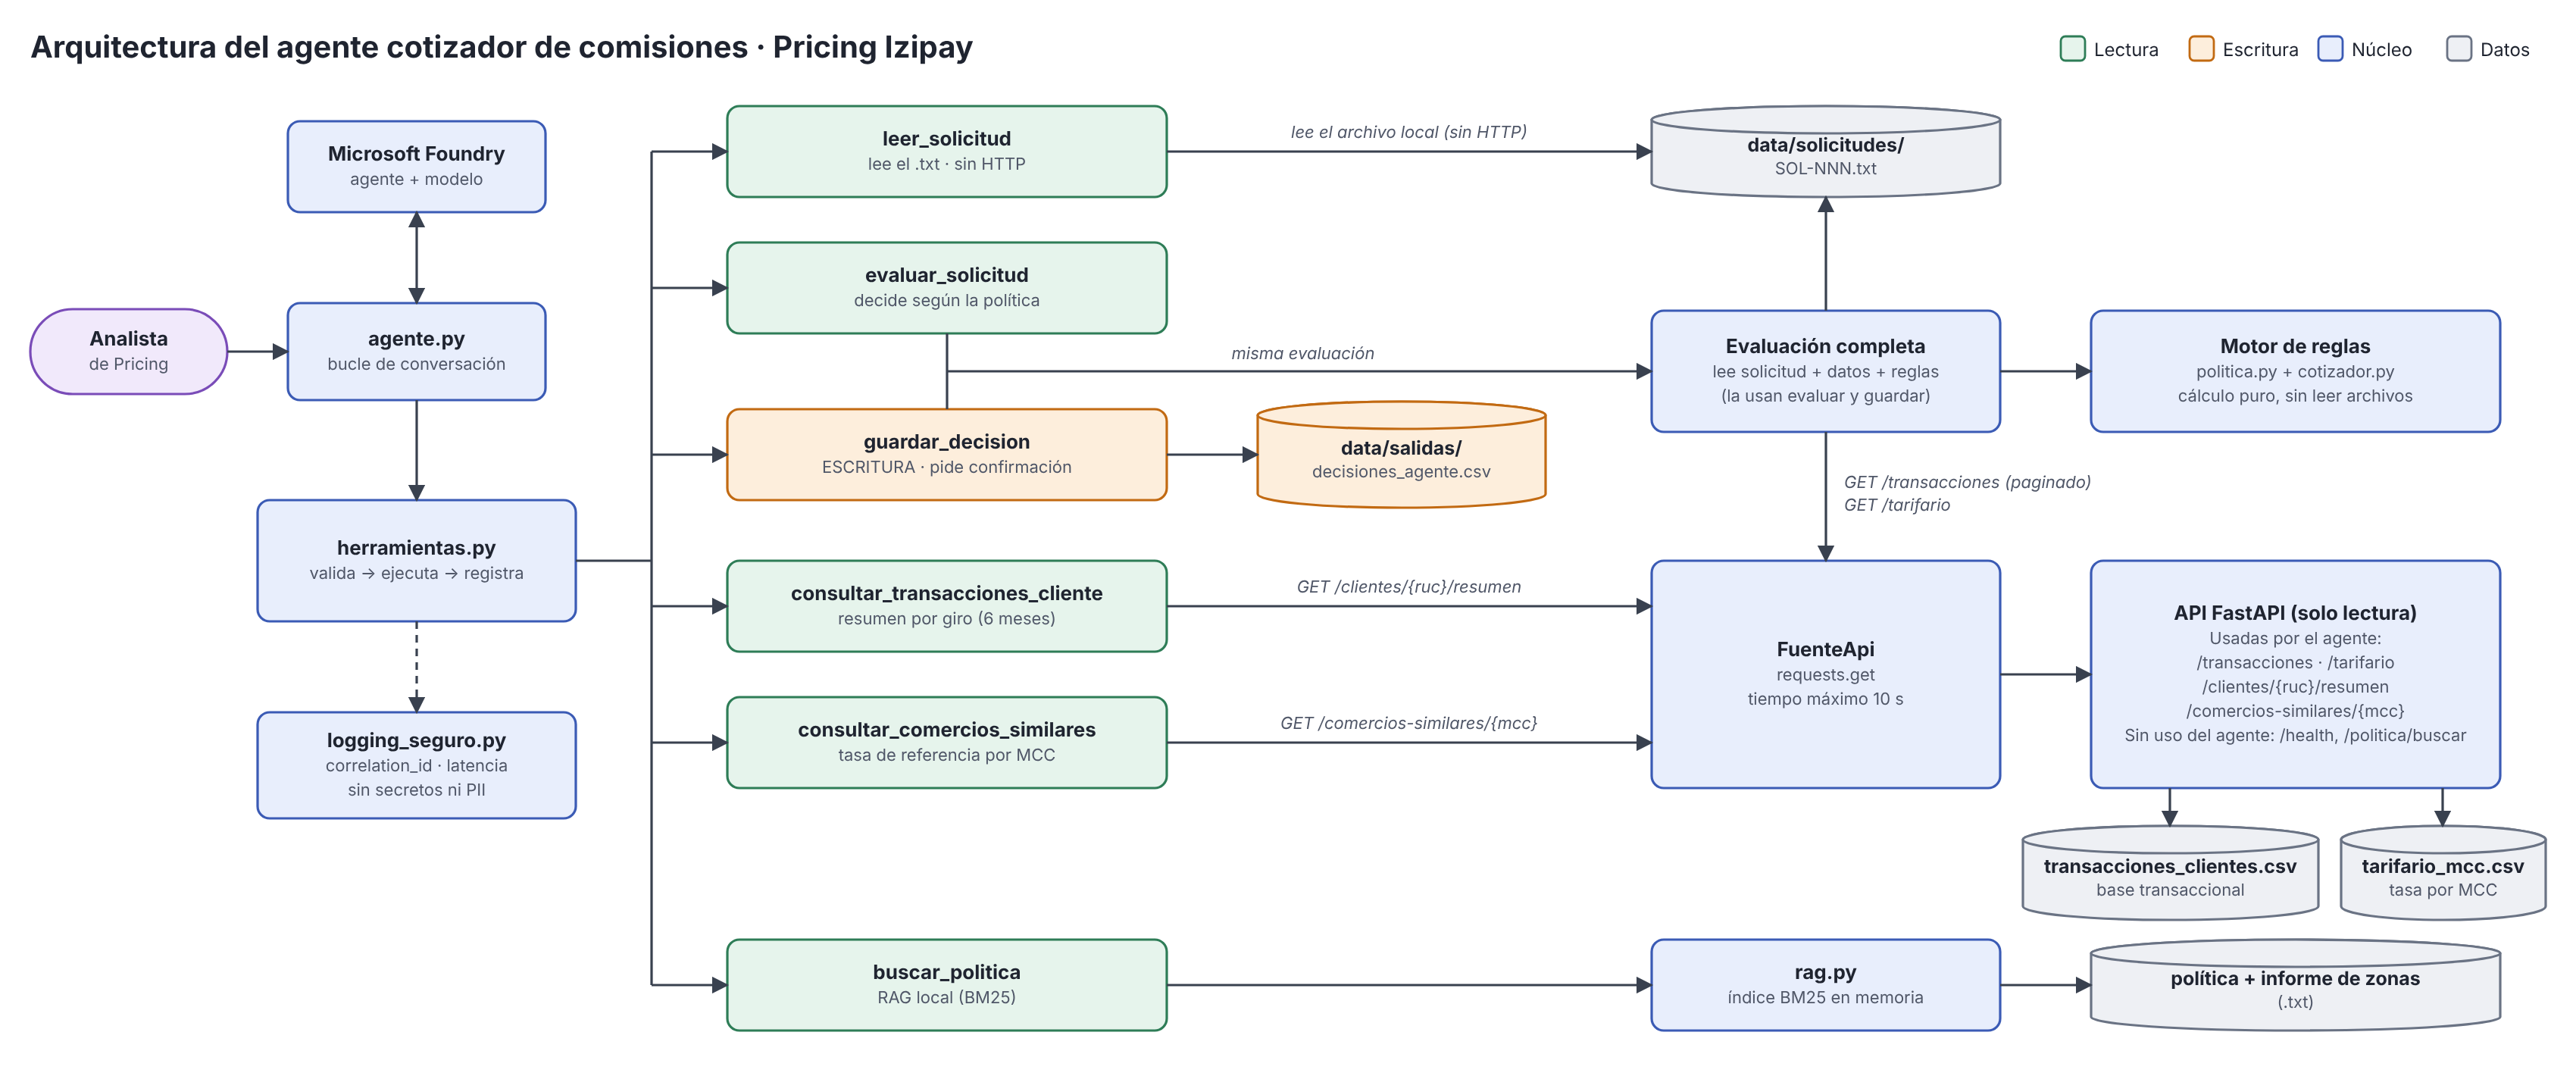 Arquitectura del agente cotizador de comisiones · Pricing Izipay
Lectura
Escritura
Núcleo
Datos
Microsoft Foundry
agente + modelo
Analista
de Pricing
agente.py
bucle de conversación
herramientas.py
valida → ejecuta → registra
logging_seguro.py
correlation_id · latencia
sin secretos ni PII
leer_solicitud
lee el .txt · sin HTTP
lee el archivo local (sin HTTP)
data/solicitudes/
SOL-NNN.txt
evaluar_solicitud
decide según la política
misma evaluación
Evaluación completa
lee solicitud + datos + reglas
(la usan evaluar y guardar)
Motor de reglas
politica.py + cotizador.py
cálculo puro, sin leer archivos
guardar_decision
ESCRITURA · pide confirmación
data/salidas/
decisiones_agente.csv
GET /transacciones (paginado)
GET /tarifario
consultar_transacciones_cliente
resumen por giro (6 meses)
GET /clientes/{ruc}/resumen
consultar_comercios_similares
tasa de referencia por MCC
GET /comercios-similares/{mcc}
FuenteApi
requests.get
tiempo máximo 10 s
API FastAPI (solo lectura)
Usadas por el agente:
/transacciones · /tarifario
/clientes/{ruc}/resumen
/comercios-similares/{mcc}
Sin uso del agente: /health, /politica/buscar
transacciones_clientes.csv
base transaccional
tarifario_mcc.csv
tasa por MCC
buscar_politica
RAG local (BM25)
rag.py
índice BM25 en memoria
política + informe de zonas
(.txt)